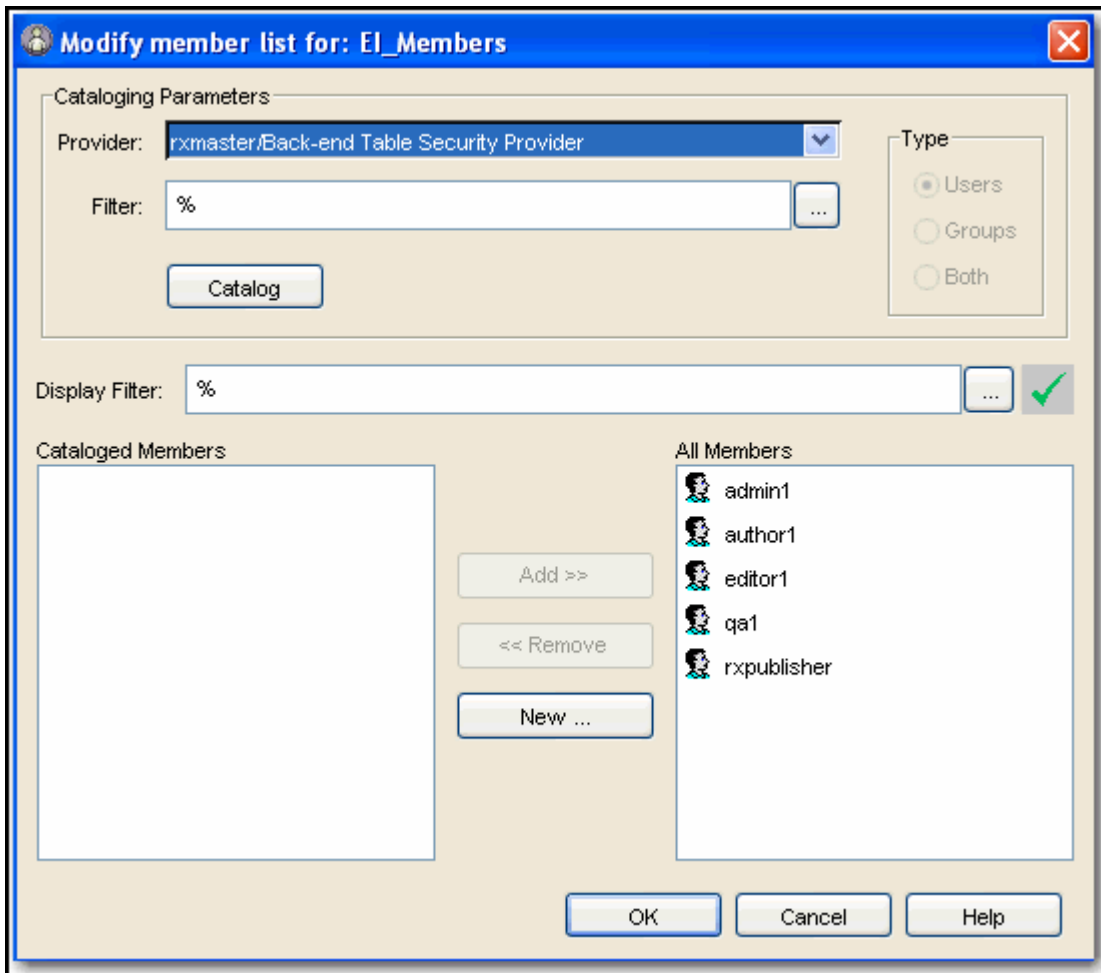 Modify member list for: EI_Members
Cataloging Parameters
Provider: rxmaster/Back-end Table Security Provider
Type
Users
Filter: % ...
Groups
Both
Catalog
Display Filter: % ...
Cataloged Members
All Members
admin1
author1
editor1
qa1
rxpublisher
Add >>
<< Remove
New ...
OK Cancel Help